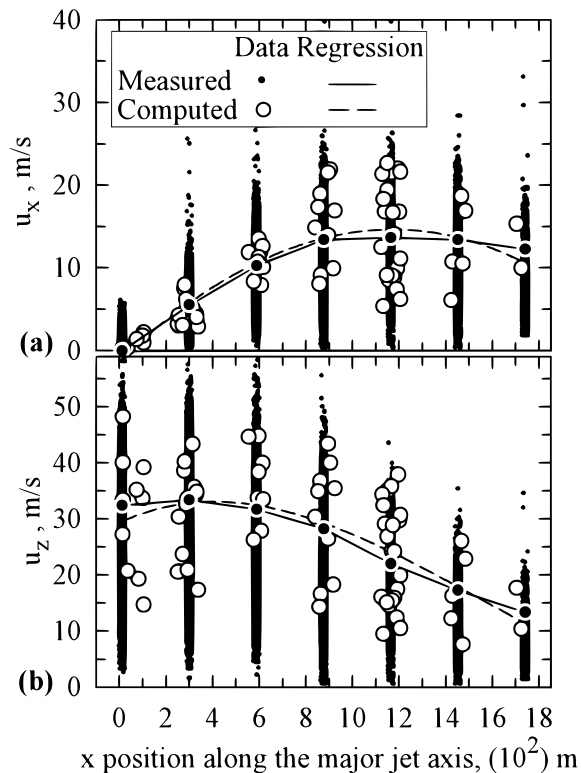 40
Data Regression
Measured
30
Computed
u_x , m/s
20
10
(a)
0
50
40
u_z , m/s
30
20
10
(b)
0
0 2 4 6 8 10 12 14 16 18
x position along the major jet axis, (10^2) m